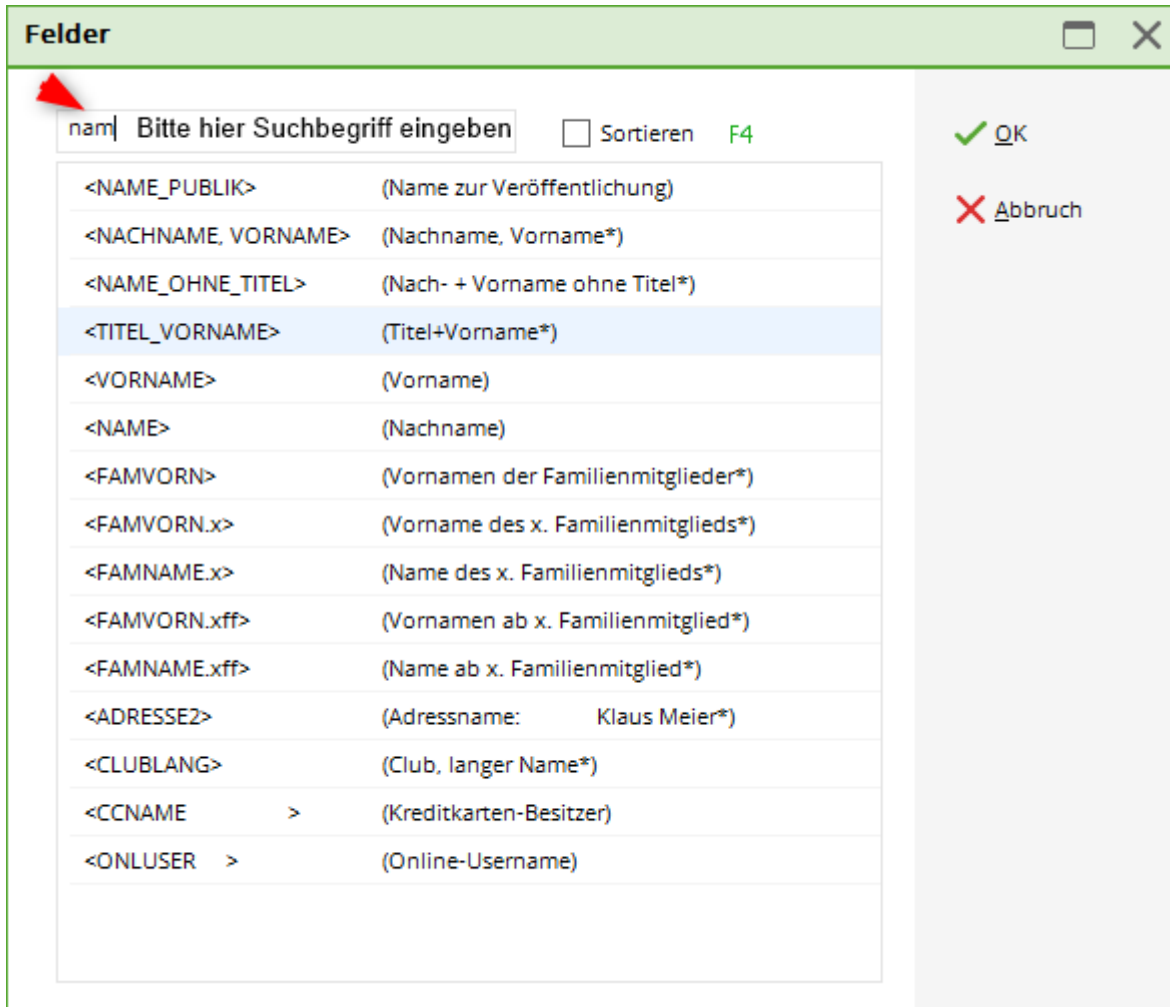 Felder
nam Bitte hier Suchbegriff eingeben
Sortieren F4
OK
Abbruch
<NAME_PUBLIK> (Name zur Veröffentlichung)
<NACHNAME, VORNAME> (Nachname, Vorname*)
<NAME_OHNE_TITEL> (Nach- + Vorname ohne Titel*)
<TITEL_VORNAME> (Titel+Vorname*)
<VORNAME> (Vorname)
<NAME> (Nachname)
<FAMVORN> (Vornamen der Familienmitglieder*)
<FAMVORN.x> (Vorname des x. Familienmitglieds*)
<FAMNAME.x> (Name des x. Familienmitglieds*)
<FAMVORN.xff> (Vornamen ab x. Familienmitglied*)
<FAMNAME.xff> (Name ab x. Familienmitglied*)
<ADRESSE2> (Adressname: Klaus Meier*)
<CLUBLANG> (Club, langer Name*)
<CCNAME > (Kreditkarten-Besitzer)
<ONLUSER > (Online-Username)